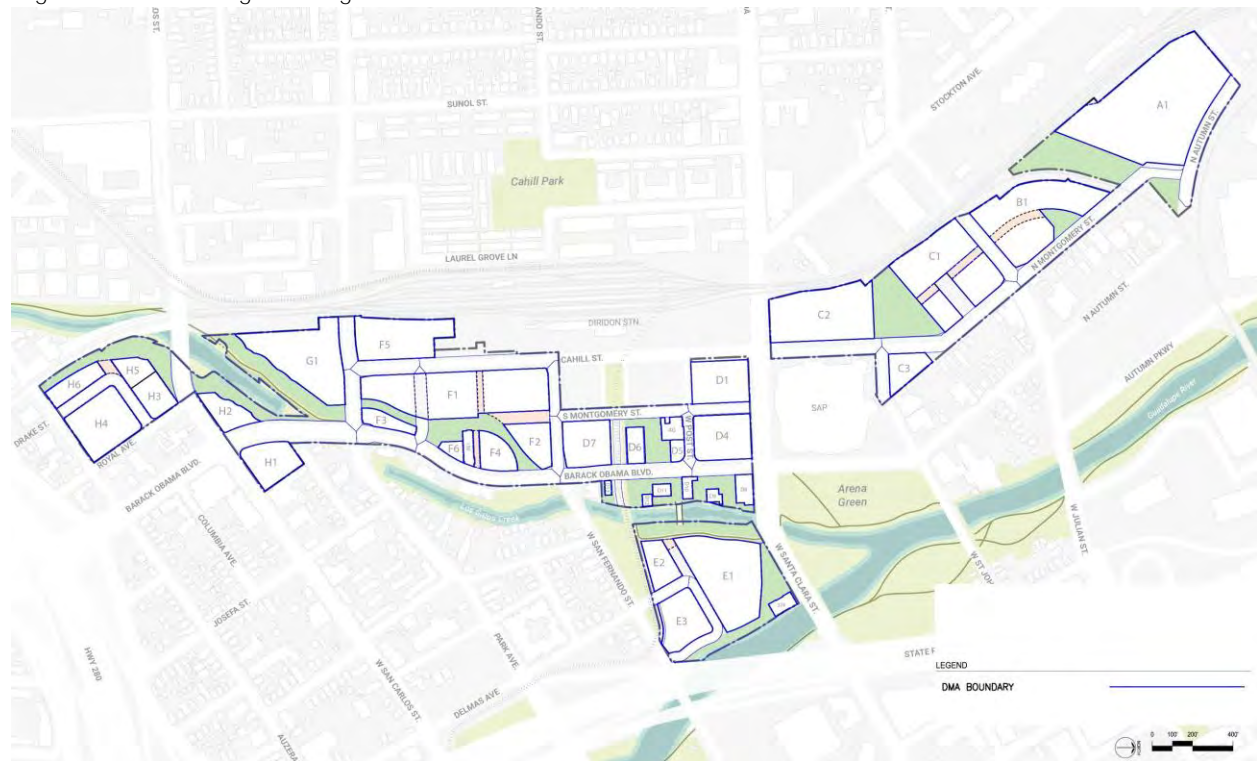 SUNOL ST.
STOCKTON AVE.
A1
N AUTUMN ST.
Cahill Park
B1
N MONTGOMERY ST.
LAUREL GROVE LN
C1
N AUTUMN ST.
DIRIDON STN.
C2
AUTUMN PKWY
Guadalupe River
G1
F5
CAHILL ST.
C3
H6
H5
H3
F1
D1
SAP
H2
F3
S MONTGOMERY ST.
W POST ST.
H4
DRAKE ST.
ROYAL AVE.
F6
F4
F2
D7
D6
D5
D4
H1
BARACK OBAMA BLVD.
BARACK OBAMA BLVD.
Arena
Green
COLUMBIA AVE.
W SAN FERNANDO ST.
W SANTA CLARA ST.
W JULIAN ST.
E2
E1
JOSEFA ST.
E3
PARK AVE.
HWY 280
W SAN CARLOS ST.
DELMAS AVE
LEGEND
DMA BOUNDARY
0 100' 200' 400'